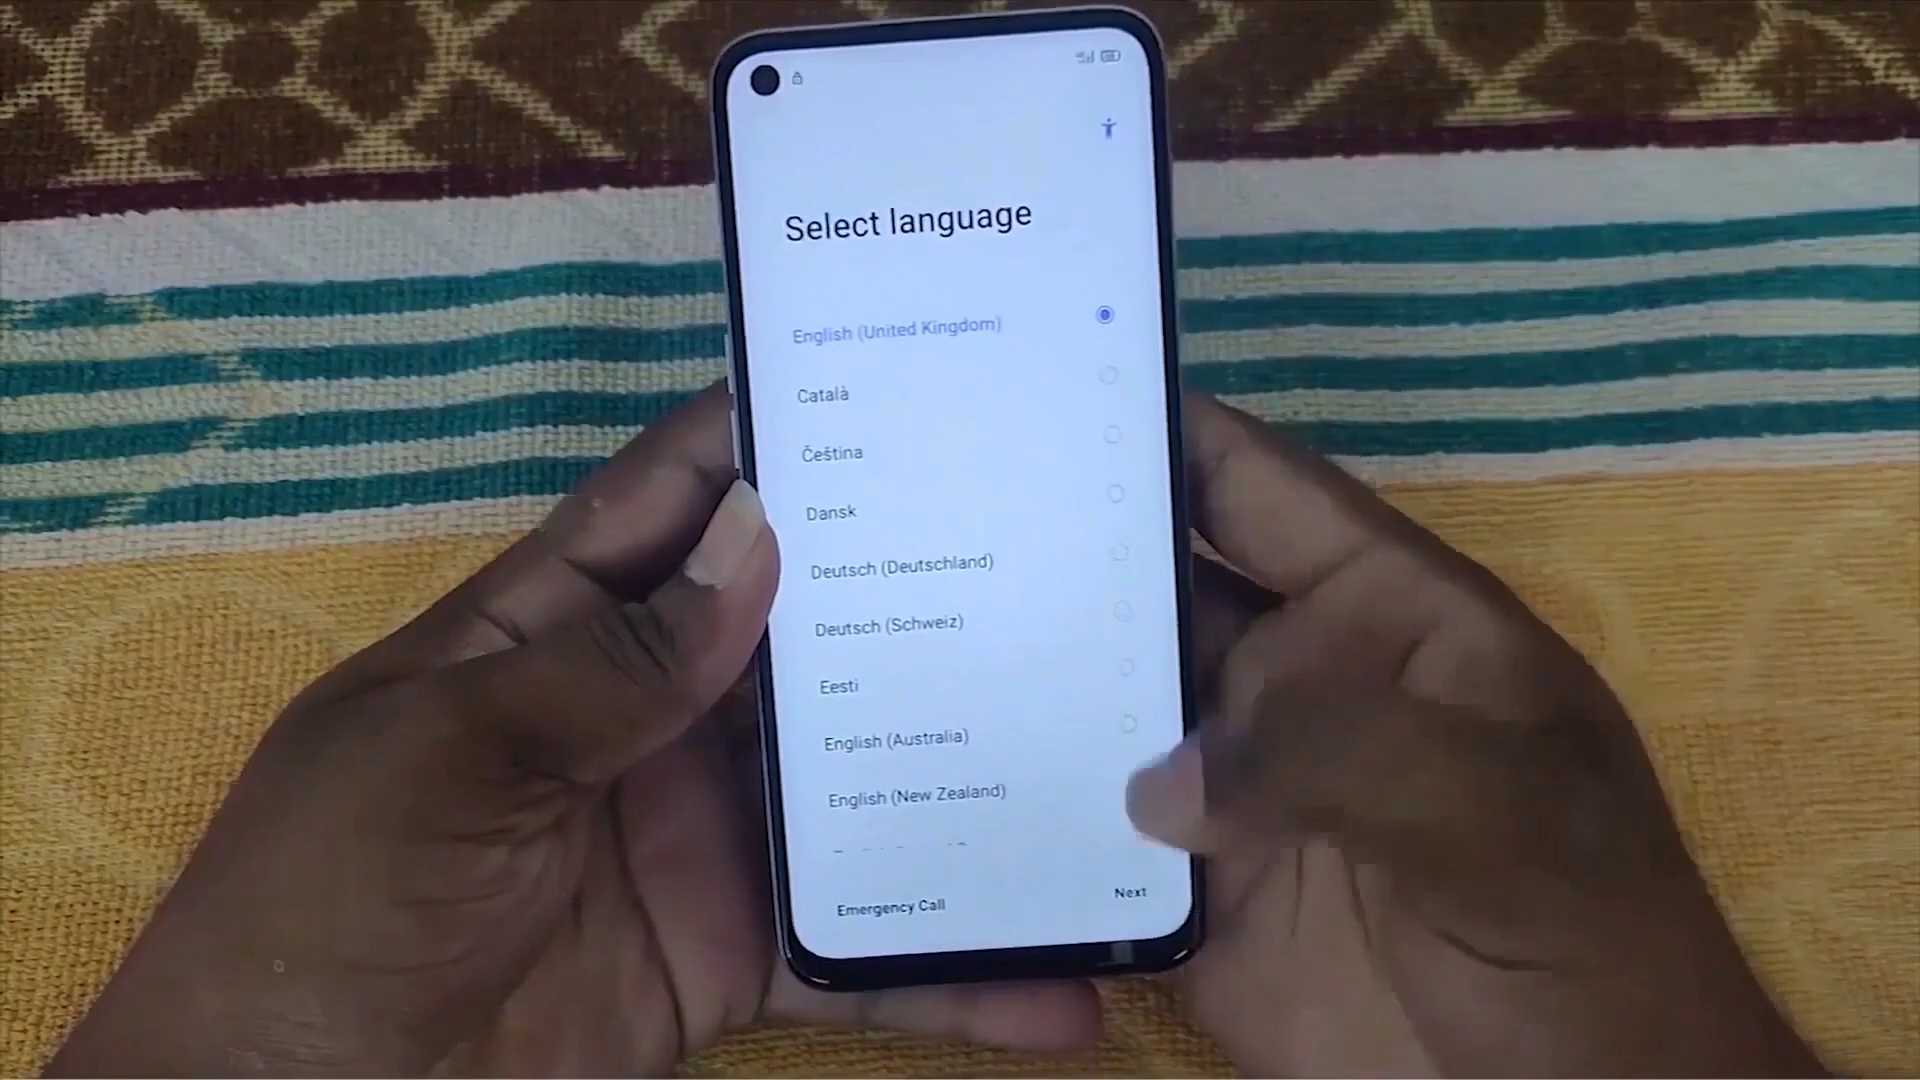 Select language
English (United Kingdom)
Català
Čeština
Dansk
Deutsch (Deutschland)
Deutsch (Schweiz)
Eesti
English (Australia)
English (New Zealand)
Emergency Call
Next